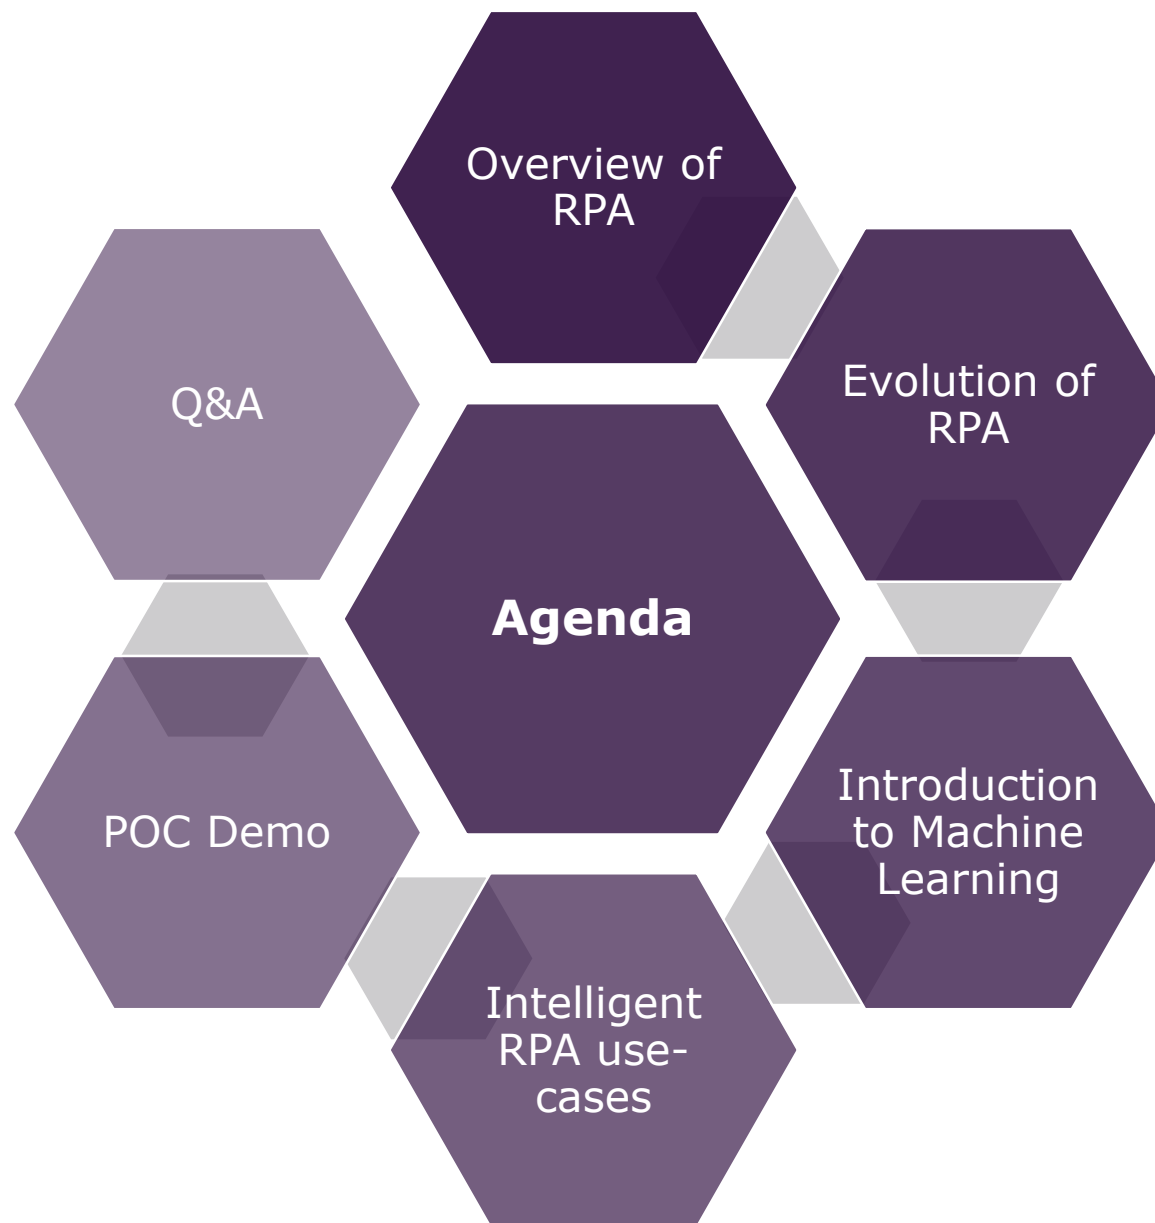 Overview of
RPA
Evolution of
RPA
Introduction
to Machine
Learning
Intelligent
RPA use-
cases
POC Demo
Q&A
Agenda